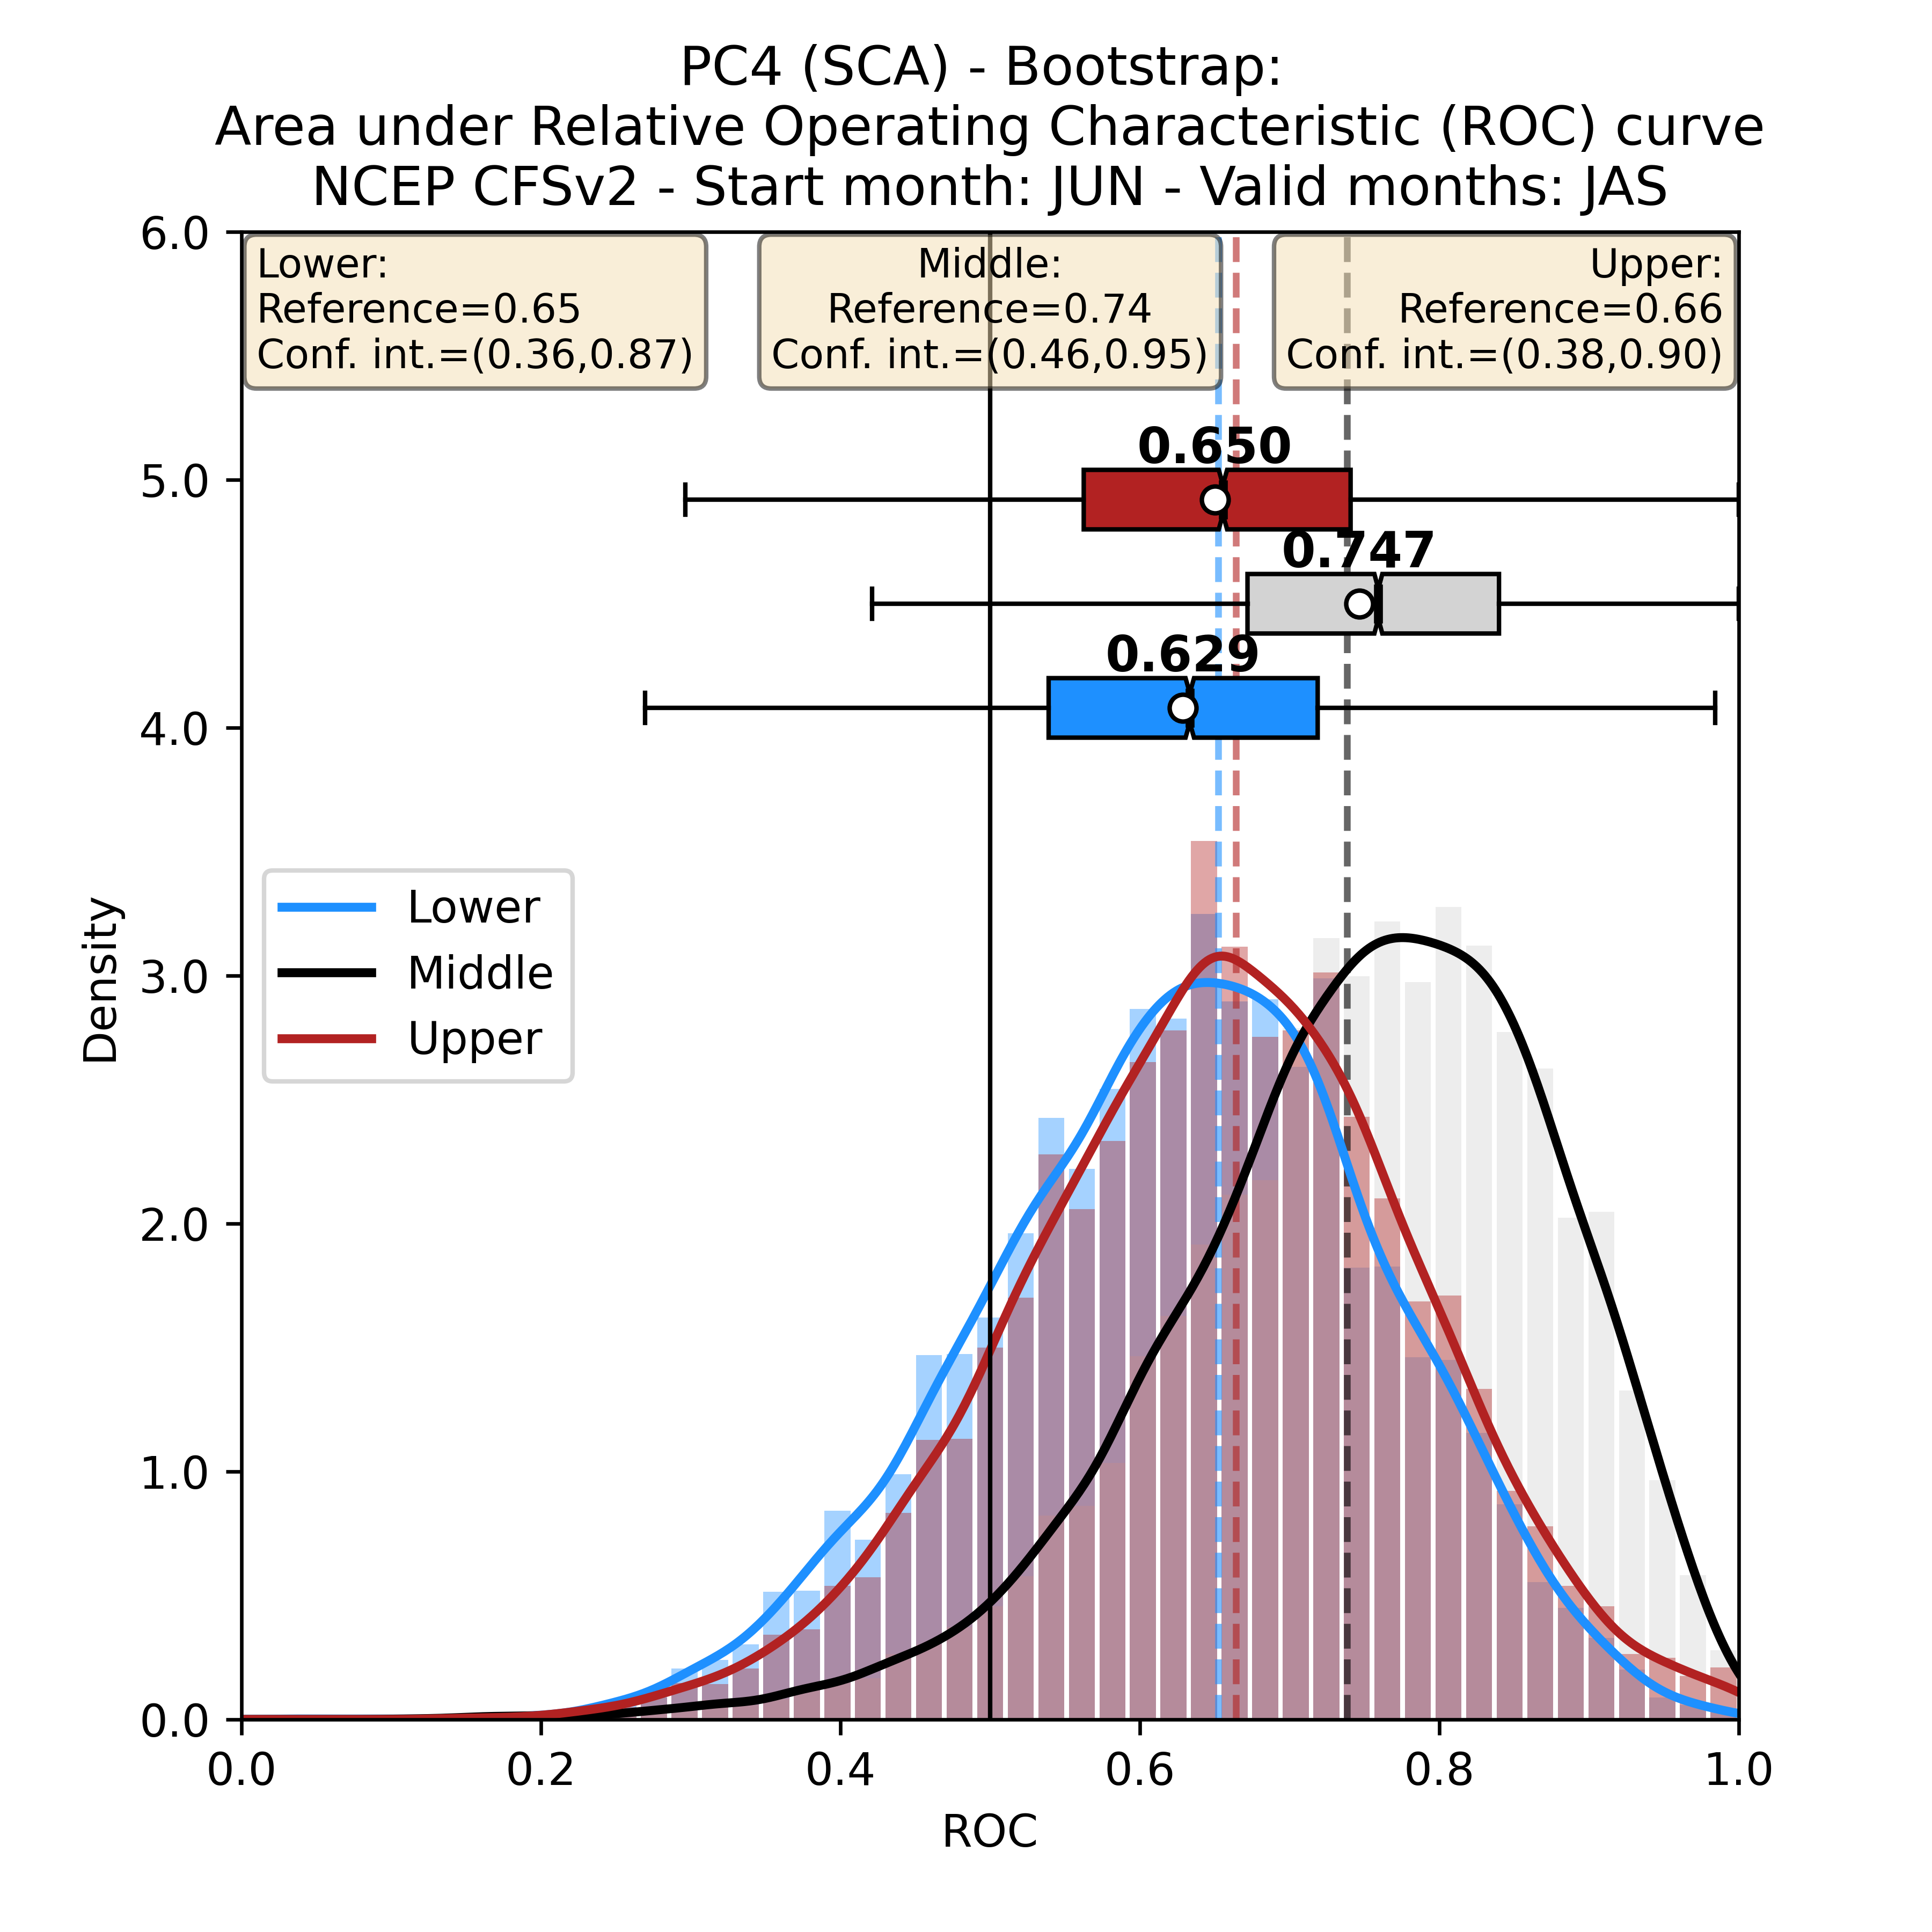 PC4 (SCA) - Bootstrap:
Area under Relative Operating Characteristic (ROC) curve
NCEP CFSv2 - Start month: JUN - Valid months: JAS
Lower:
Reference=0.65
Conf. int.=(0.36,0.87)
Middle:
Reference=0.74
Conf. int.=(0.46,0.95)
Upper:
Reference=0.66
Conf. int.=(0.38,0.90)
0.650
0.747
0.629
6.0
5.0
4.0
3.0
2.0
1.0
0.0
Density
Lower
Middle
Upper
0.0
0.2
0.4
0.6
0.8
1.0
ROC